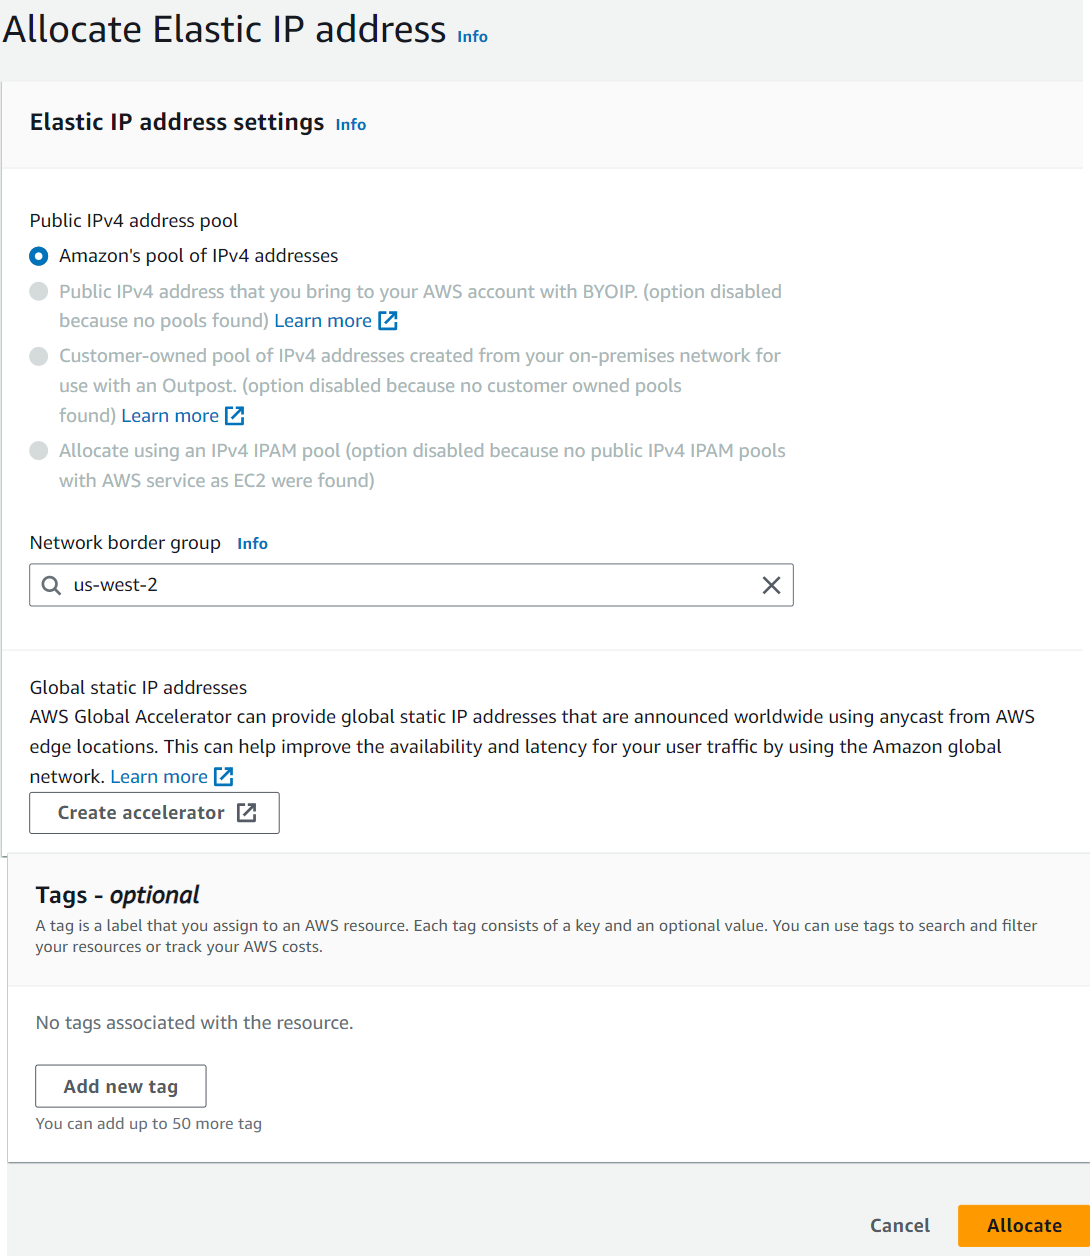 Allocate Elastic IP address Info
Elastic IP address settings Info
Public IPv4 address pool
Amazon's pool of IPv4 addresses
Public IPv4 address that you bring to your AWS account with BYOIP. (option disabled
because no pools found) Learn more
Customer-owned pool of IPv4 addresses created from your on-premises network for
use with an Outpost. (option disabled because no customer owned pools
found) Learn more
Allocate using an IPv4 IPAM pool (option disabled because no public IPv4 IPAM pools
with AWS service as EC2 were found)
Network border group Info
us-west-2
Global static IP addresses
AWS Global Accelerator can provide global static IP addresses that are announced worldwide using anycast from AWS
edge locations. This can help improve the availability and latency for your user traffic by using the Amazon global
network. Learn more
Create accelerator
Tags - optional
A tag is a label that you assign to an AWS resource. Each tag consists of a key and an optional value. You can use tags to search and filter
your resources or track your AWS costs.
No tags associated with the resource.
Add new tag
You can add up to 50 more tag
Cancel Allocate